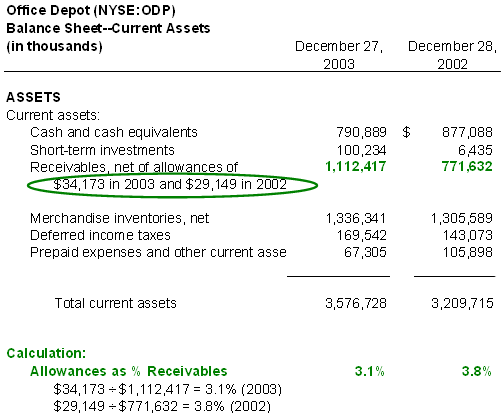 Office Depot (NYSE:ODP)
Balance Sheet--Current Assets
(in thousands) December 27, 2003 December 28, 2002
ASSETS
Current assets:
Cash and cash equivalents 790,889 $ 877,088
Short-term investments 100,234 6,435
Receivables, net of allowances of 1,112,417 771,632
$34,173 in 2003 and $29,149 in 2002
Merchandise inventories, net 1,336,341 1,305,589
Deferred income taxes 169,542 143,073
Prepaid expenses and other current asse 67,305 105,898
Total current assets 3,576,728 3,209,715
Calculation:
Allowances as % Receivables 3.1% 3.8%
$34,173 ÷ $1,112,417 = 3.1% (2003)
$29,149 ÷ $771,632 = 3.8% (2002)